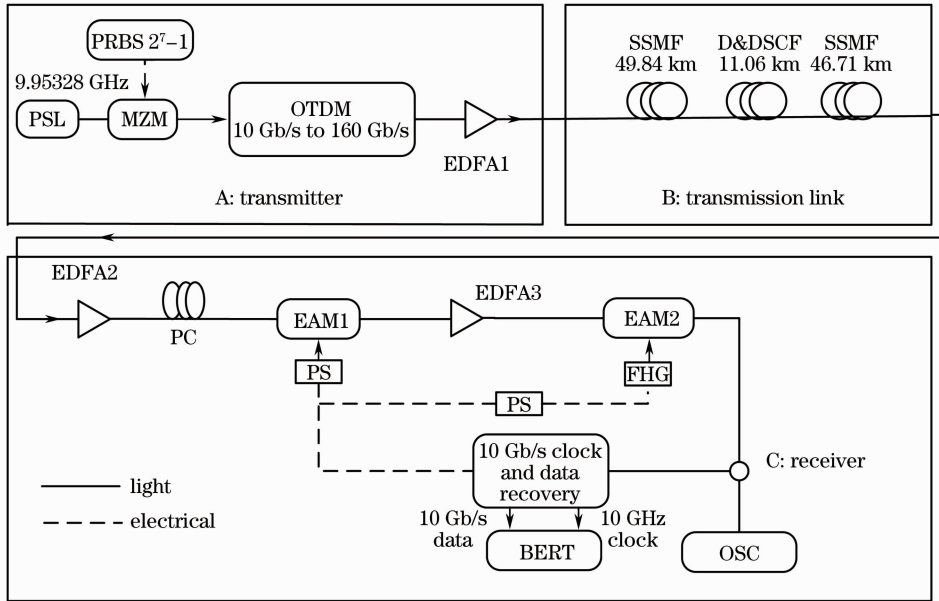 PRBS 2⁷−1
9.95328 GHz
PSL
MZM
OTDM
10 Gb/s to 160 Gb/s
EDFA1
A: transmitter
SSMF
49.84 km
D&DSCF
11.06 km
SSMF
46.71 km
B: transmission link
EDFA2
PC
EAM1
EDFA3
EAM2
PS
FHG
PS
10 Gb/s clock
and data
recovery
C: receiver
light
electrical
10 Gb/s
data
10 GHz
clock
BERT
OSC